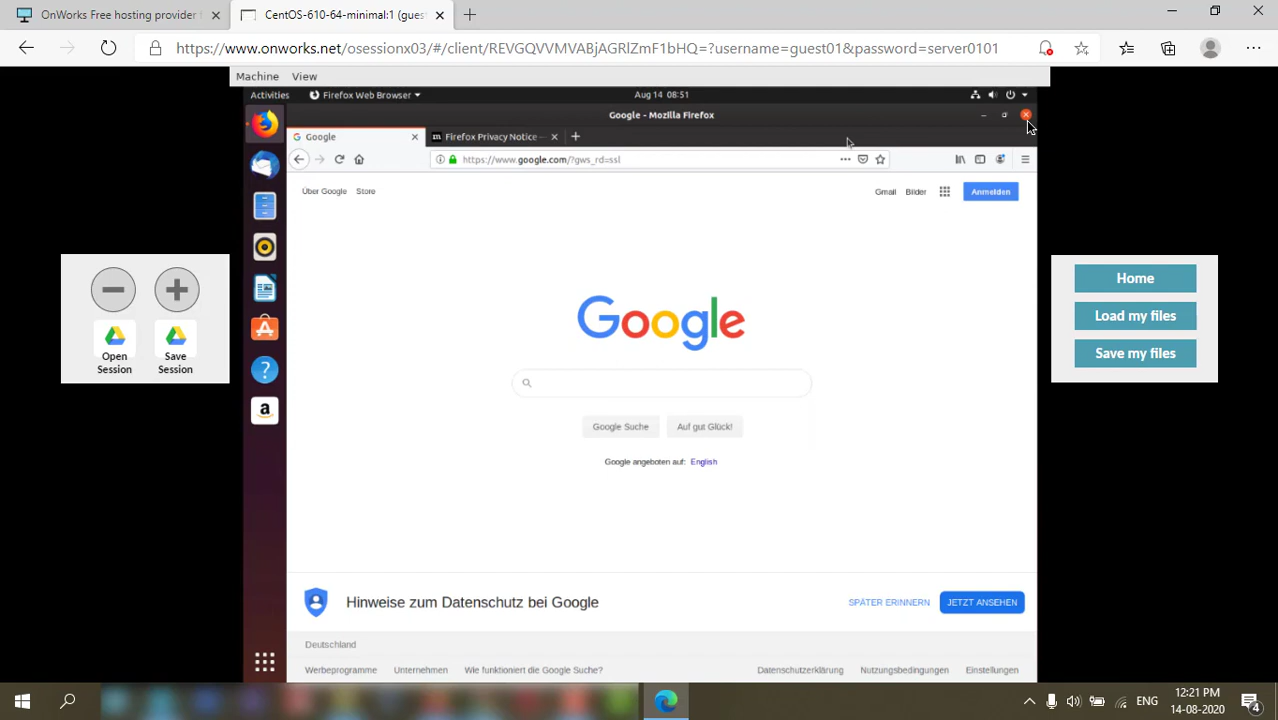 OnWorks Free hosting provider
CentOS-610-64-minimal:1 (guest
https://www.onworks.net/osessionx03/#/client/REVGQVVMVABjAGRlZmF1bHQ=?username=guest01&password=server0101
Machine View
Activities Firefox Web Browser Aug 14 08:51
Google - Mozilla Firefox
Google
Firefox Privacy Notice -
https://www.google.com/?gws_rd=ssl
Über Google Store Gmail Bilder Anmelden
Google
Google Suche Auf gut Glück!
Google angeboten auf: English
Open Session
Save Session
Home
Load my files
Save my files
Hinweise zum Datenschutz bei Google SPÄTER ERINNERN JETZT ANSEHEN
Deutschland
Werbeprogramme Unternehmen Wie funktioniert die Google Suche? Datenschutzerklärung Nutzungsbedingungen Einstellungen
ENG 12:21 PM
14-08-2020 4